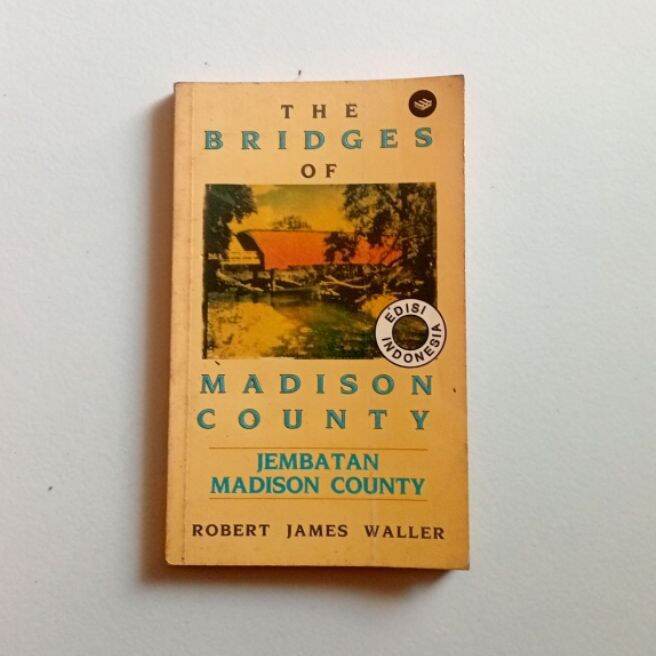 THE
BRIDGES
OF
EDISI
INDONESIA
MADISON
COUNTY
JEMBATAN
MADISON COUNTY
ROBERT JAMES WALLER